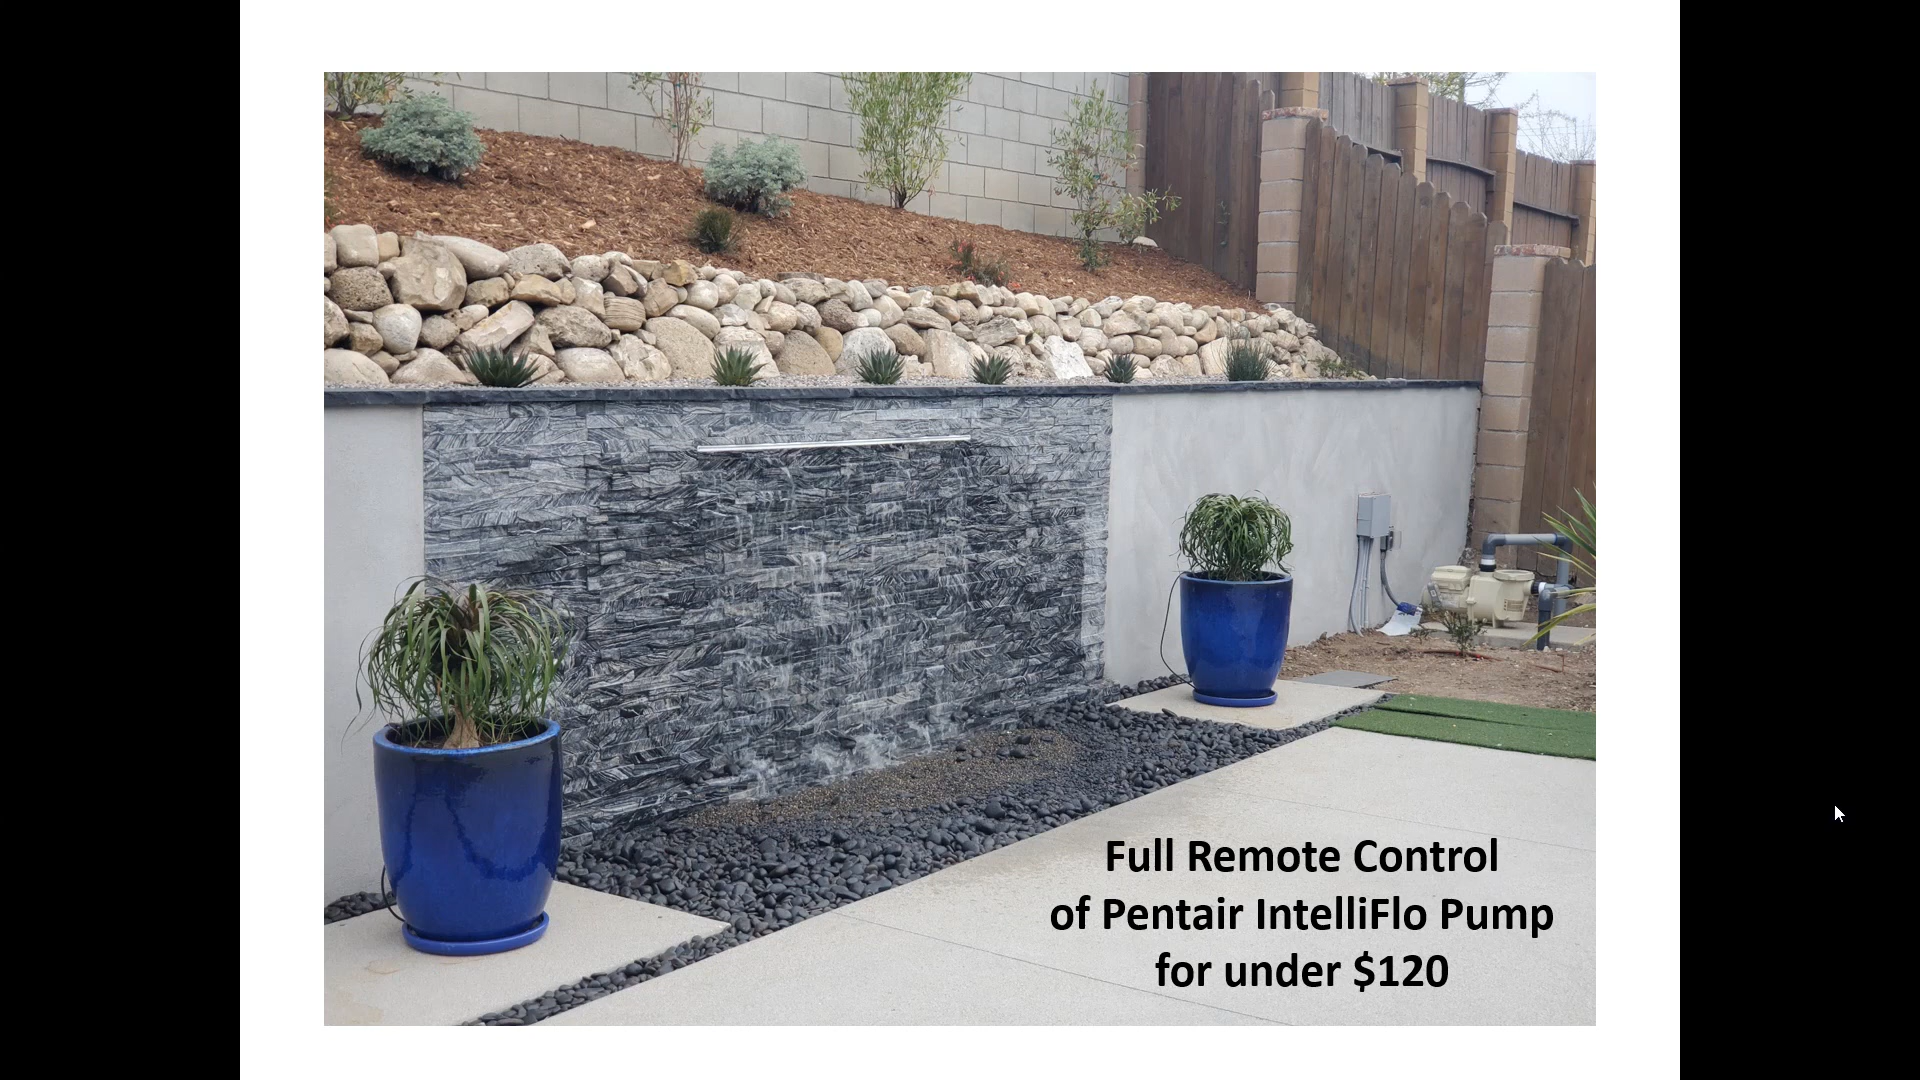 Full Remote Control
of Pentair IntelliFlo Pump
for under $120